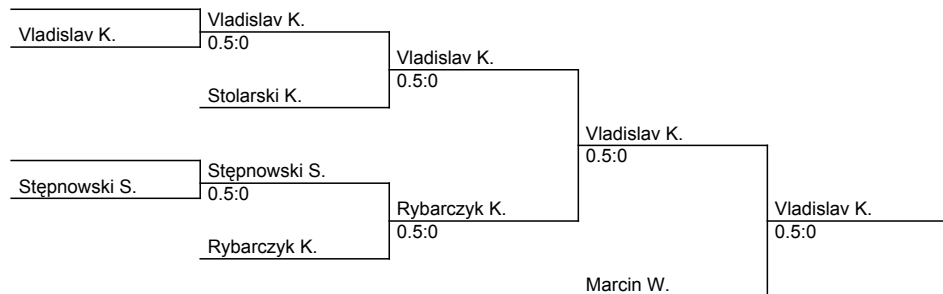 Vladislav K.
Vladislav K.
0.5:0
Vladislav K.
0.5:0
Stolarski K.
Vladislav K.
0.5:0
Stępnowski S.
Stępnowski S.
0.5:0
Rybarczyk K.
0.5:0
Vladislav K.
0.5:0
Rybarczyk K.
Marcin W.